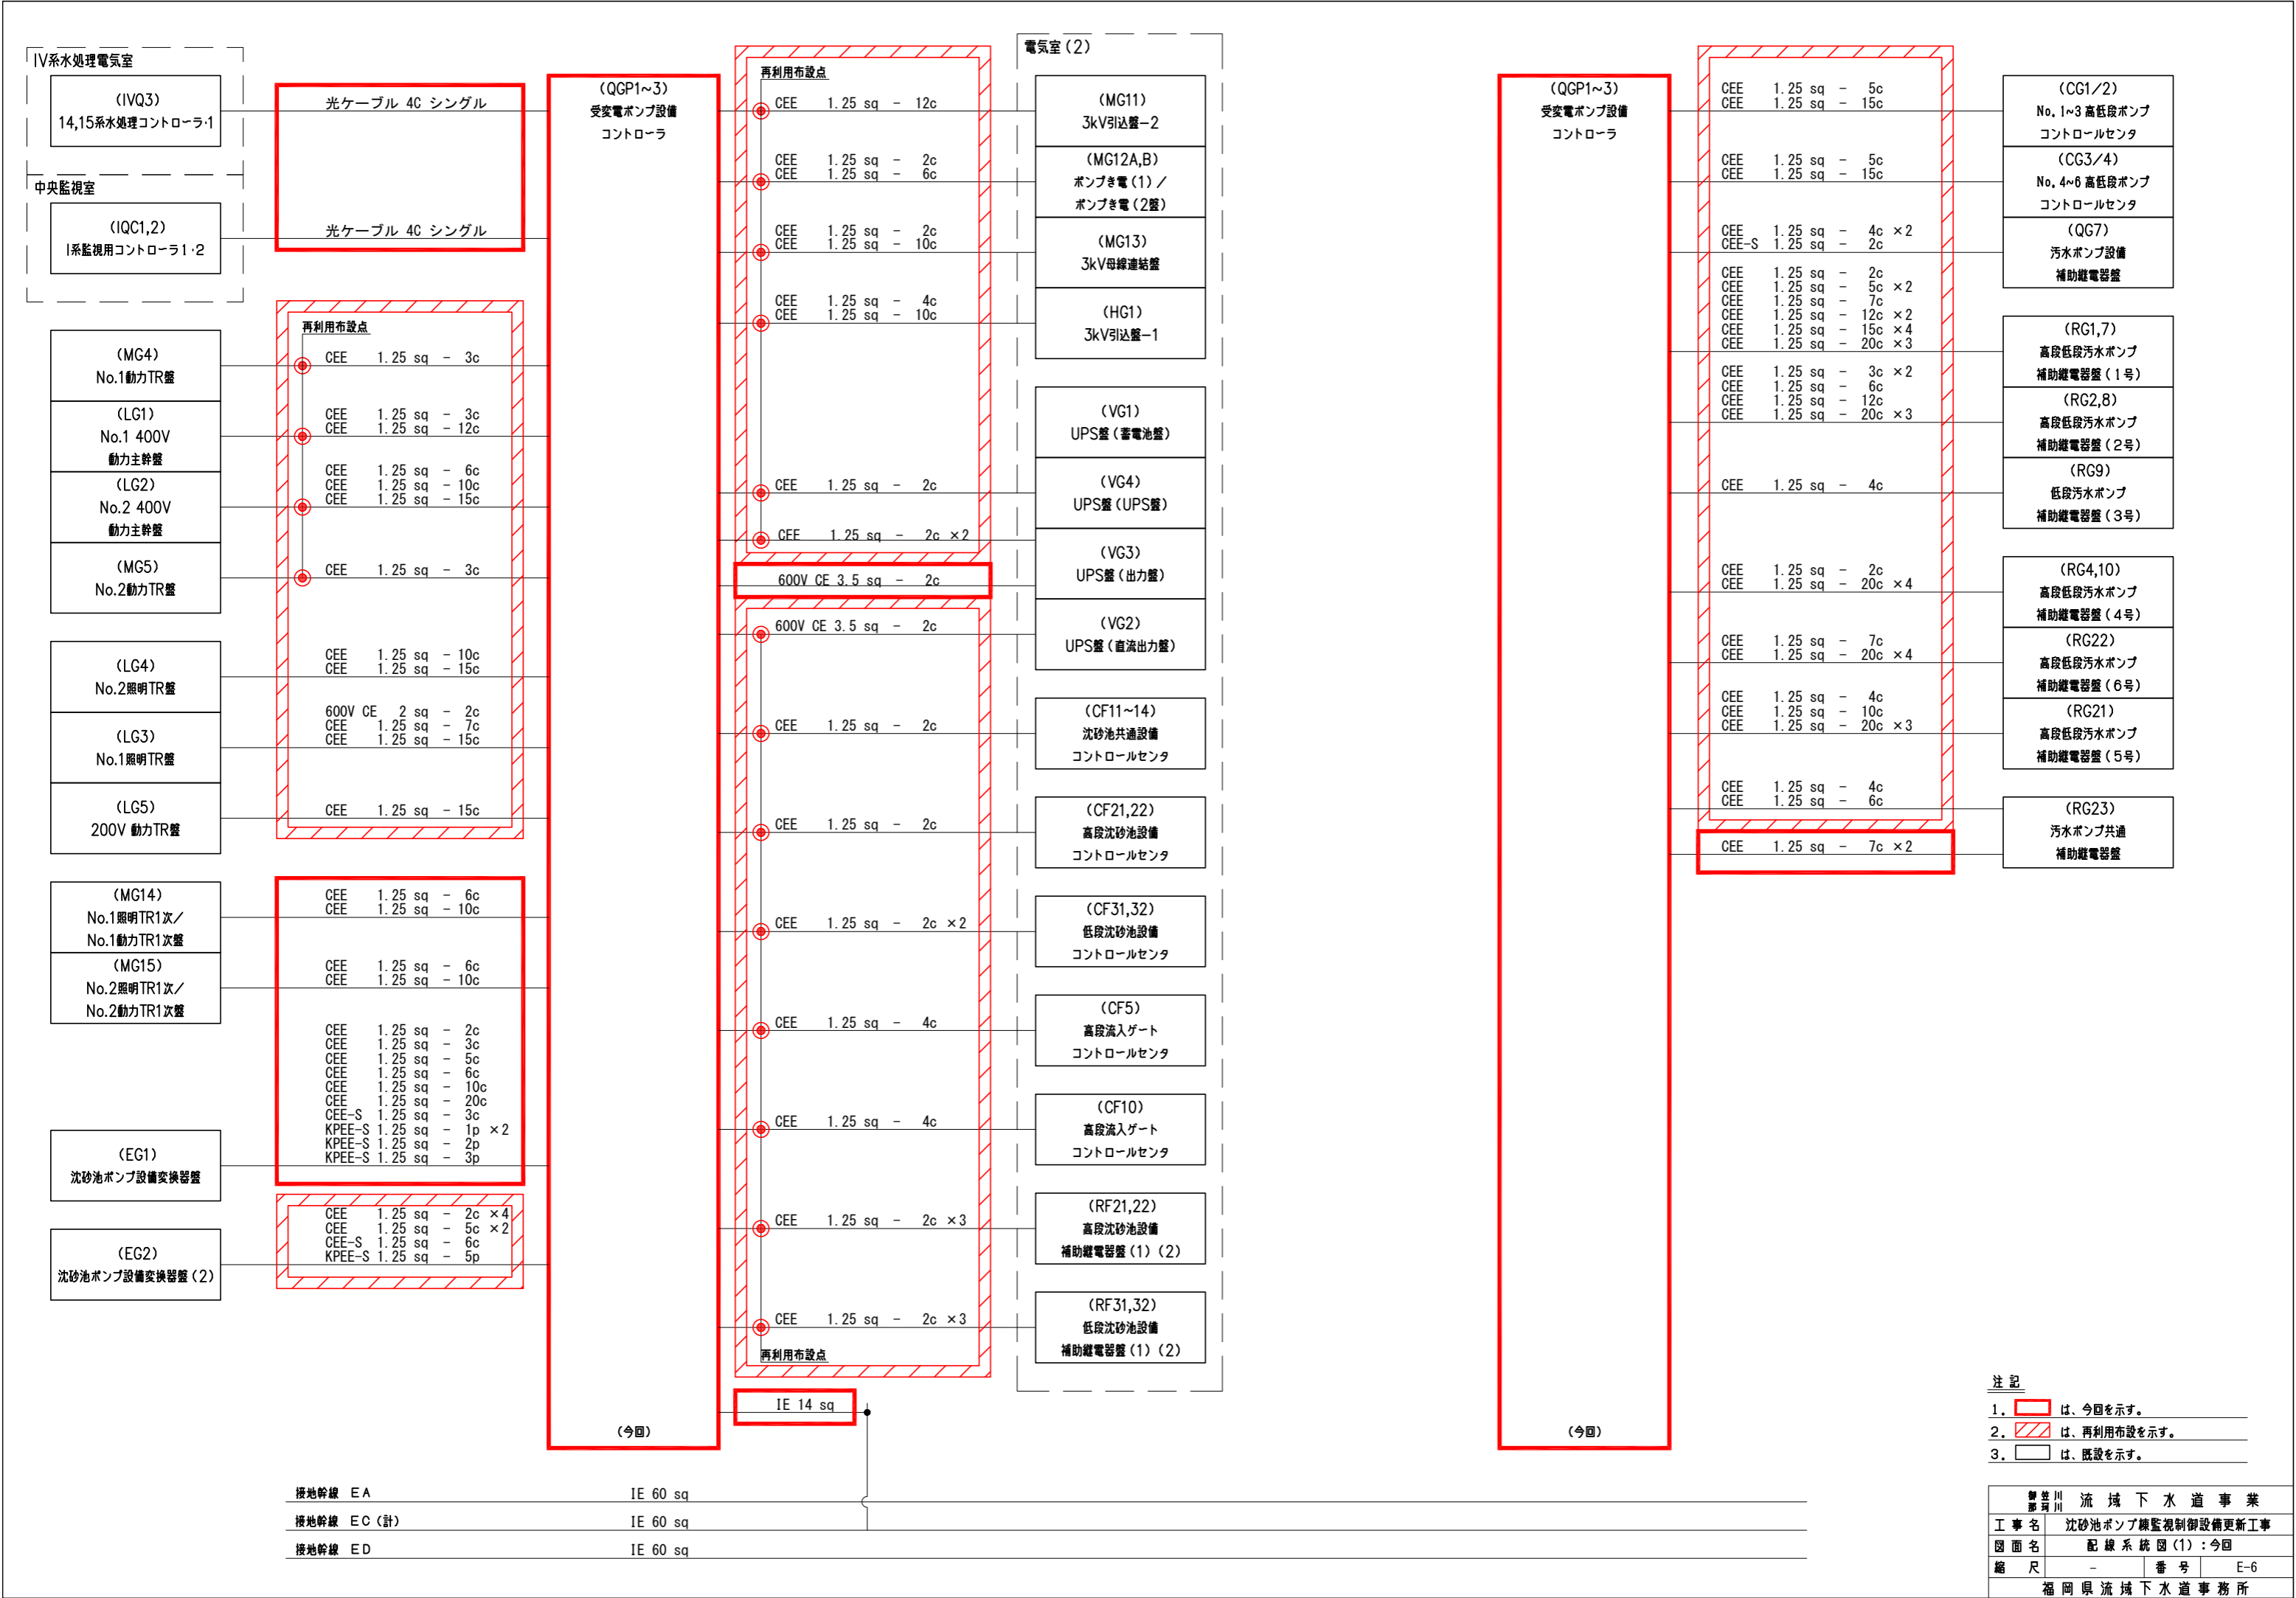 IV系水処理電気室
(IVQ3)
14,15系水処理コントローラ・1
光ケーブル 4C シングル
中央監視室
(IQC1,2)
I系監視用コントローラ1・2
光ケーブル 4C シングル
再利用布設点
(MG4)
No.1動力TR盤
CEE 1.25 sq - 3c
(LG1)
No.1 400V
動力主幹盤
CEE 1.25 sq - 3c
CEE 1.25 sq - 12c
(LG2)
No.2 400V
動力主幹盤
CEE 1.25 sq - 6c
CEE 1.25 sq - 10c
CEE 1.25 sq - 15c
(MG5)
No.2動力TR盤
CEE 1.25 sq - 3c
(LG4)
No.2照明TR盤
CEE 1.25 sq - 10c
CEE 1.25 sq - 15c
(LG3)
No.1照明TR盤
600V CE 2 sq - 2c
CEE 1.25 sq - 7c
CEE 1.25 sq - 15c
(LG5)
200V 動力TR盤
CEE 1.25 sq - 15c
(MG14)
No.1照明TR1次/
No.1動力TR1次盤
CEE 1.25 sq - 6c
CEE 1.25 sq - 10c
(MG15)
No.2照明TR1次/
No.2動力TR1次盤
CEE 1.25 sq - 6c
CEE 1.25 sq - 10c
CEE 1.25 sq - 2c
CEE 1.25 sq - 3c
CEE 1.25 sq - 5c
CEE 1.25 sq - 6c
CEE 1.25 sq - 10c
CEE 1.25 sq - 20c
CEE-S 1.25 sq - 3c
KPEE-S 1.25 sq - 1p ×2
KPEE-S 1.25 sq - 2p
KPEE-S 1.25 sq - 3p
(EG1)
沈砂池ポンプ設備変換器盤
CEE 1.25 sq - 2c ×4
CEE 1.25 sq - 5c ×2
CEE-S 1.25 sq - 6c
KPEE-S 1.25 sq - 5p
(EG2)
沈砂池ポンプ設備変換器盤(2)
(QGP1~3)
受変電ポンプ設備
コントローラ
(今回)
電気室(2)
再利用布設点
CEE 1.25 sq - 12c
(MG11)
3kV引込盤-2
CEE 1.25 sq - 2c
CEE 1.25 sq - 6c
(MG12A,B)
ポンプき電(1)/
ポンプき電(2盤)
CEE 1.25 sq - 2c
CEE 1.25 sq - 10c
(MG13)
3kV母線連結盤
CEE 1.25 sq - 4c
CEE 1.25 sq - 10c
(HG1)
3kV引込盤-1
(VG1)
UPS盤(蓄電池盤)
CEE 1.25 sq - 2c
(VG4)
UPS盤(UPS盤)
CEE 1.25 sq - 2c ×2
(VG3)
UPS盤(出力盤)
600V CE 3.5 sq - 2c
600V CE 3.5 sq - 2c
(VG2)
UPS盤(直流出力盤)
CEE 1.25 sq - 2c
(CF11~14)
沈砂池共通設備
コントロールセンタ
CEE 1.25 sq - 2c
(CF21,22)
高段沈砂池設備
コントロールセンタ
CEE 1.25 sq - 2c ×2
(CF31,32)
低段沈砂池設備
コントロールセンタ
CEE 1.25 sq - 4c
(CF5)
高段流入ゲート
コントロールセンタ
CEE 1.25 sq - 4c
(CF10)
高段流入ゲート
コントロールセンタ
CEE 1.25 sq - 2c ×3
(RF21,22)
高段沈砂池設備
補助継電器盤(1)(2)
CEE 1.25 sq - 2c ×3
(RF31,32)
低段沈砂池設備
補助継電器盤(1)(2)
再利用布設点
IE 14 sq
接地幹線 EA IE 60 sq
接地幹線 EC(計) IE 60 sq
接地幹線 ED IE 60 sq
(QGP1~3)
受変電ポンプ設備
コントローラ
(今回)
CEE 1.25 sq - 5c
CEE 1.25 sq - 15c
(CG1/2)
No.1~3 高低段ポンプ
コントロールセンタ
CEE 1.25 sq - 5c
CEE 1.25 sq - 15c
(CG3/4)
No.4~6 高低段ポンプ
コントロールセンタ
CEE 1.25 sq - 4c ×2
CEE-S 1.25 sq - 2c
(QG7)
汚水ポンプ設備
補助継電器盤
CEE 1.25 sq - 2c
CEE 1.25 sq - 5c ×2
CEE 1.25 sq - 7c
CEE 1.25 sq - 12c ×2
CEE 1.25 sq - 15c ×4
CEE 1.25 sq - 20c ×3
(RG1,7)
高段低段汚水ポンプ
補助継電器盤(1号)
CEE 1.25 sq - 3c ×2
CEE 1.25 sq - 6c
CEE 1.25 sq - 12c
CEE 1.25 sq - 20c ×3
(RG2,8)
高段低段汚水ポンプ
補助継電器盤(2号)
CEE 1.25 sq - 4c
(RG9)
低段汚水ポンプ
補助継電器盤(3号)
CEE 1.25 sq - 2c
CEE 1.25 sq - 20c ×4
(RG4,10)
高段低段汚水ポンプ
補助継電器盤(4号)
CEE 1.25 sq - 7c
CEE 1.25 sq - 20c ×4
(RG22)
高段低段汚水ポンプ
補助継電器盤(6号)
CEE 1.25 sq - 4c
CEE 1.25 sq - 10c
CEE 1.25 sq - 20c ×3
(RG21)
高段低段汚水ポンプ
補助継電器盤(5号)
CEE 1.25 sq - 4c
CEE 1.25 sq - 6c
(RG23)
汚水ポンプ共通
補助継電器盤
CEE 1.25 sq - 7c ×2
注記
1. は、今回を示す。
2. は、再利用布設を示す。
3. は、既設を示す。
御笠川
那珂川 流域下水道事業
工事名 沈砂池ポンプ棟監視制御設備更新工事
図面名 配線系統図(1):今回
縮尺 - 番号 E-6
福岡県流域下水道事務所